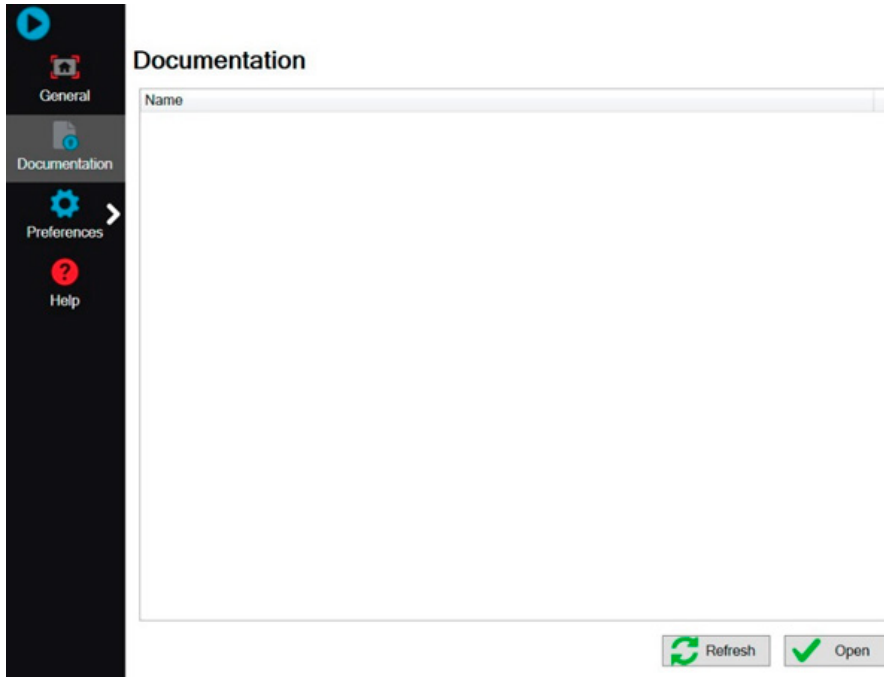 General
Documentation
Preferences
Help
Documentation
Name
Refresh
Open